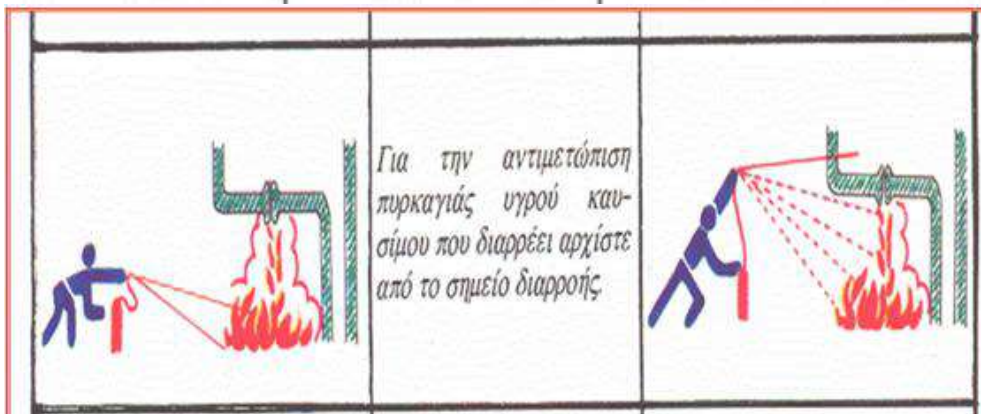 Για την αντιμετώπιση
πυρκαγιάς υγρού καυ-
σίμου που διαρρέει αρχίστε
από το σημείο διαρροής.